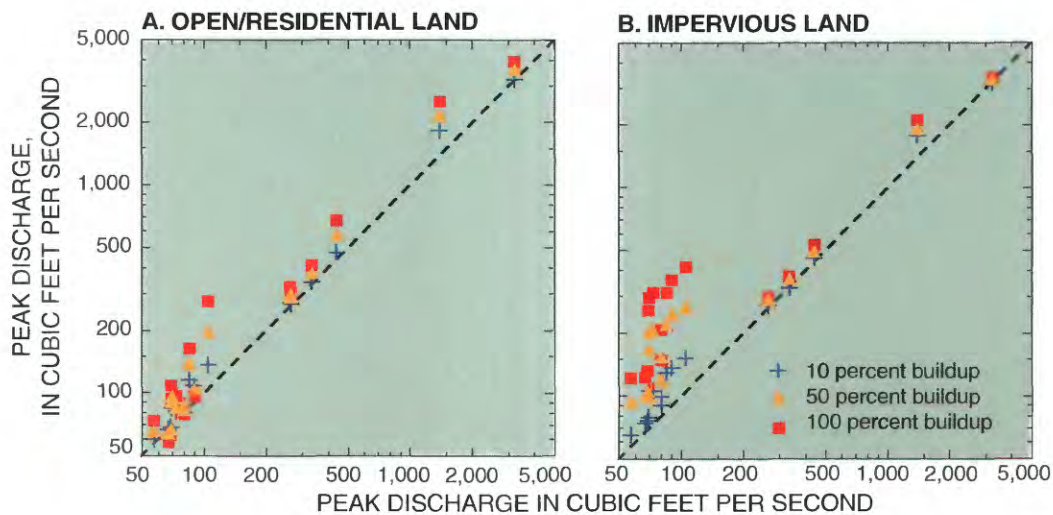 A. OPEN/RESIDENTIAL LAND
B. IMPERVIOUS LAND
PEAK DISCHARGE,
IN CUBIC FEET PER SECOND
5,000
2,000
1.000
500
200
100
50
50 100 200 500 1,000 2,000 5,000
50 100 200 500 1,000 2,000 5,000
10 percent buildup
50 percent buildup
100 percent buildup
PEAK DISCHARGE IN CUBIC FEET PER SECOND